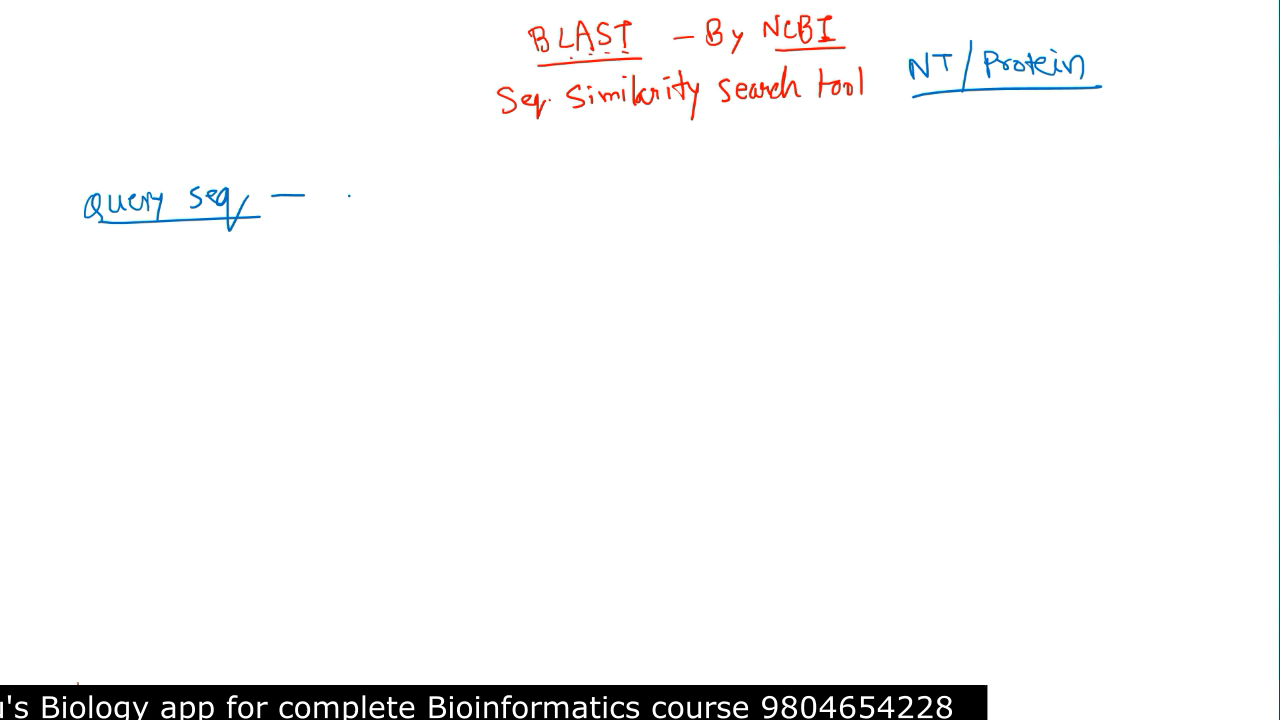 BLAST – By NCBI
Seq. Similarity search tool
NT/Protein
Query seq –
u's Biology app for complete Bioinformatics course 9804654228